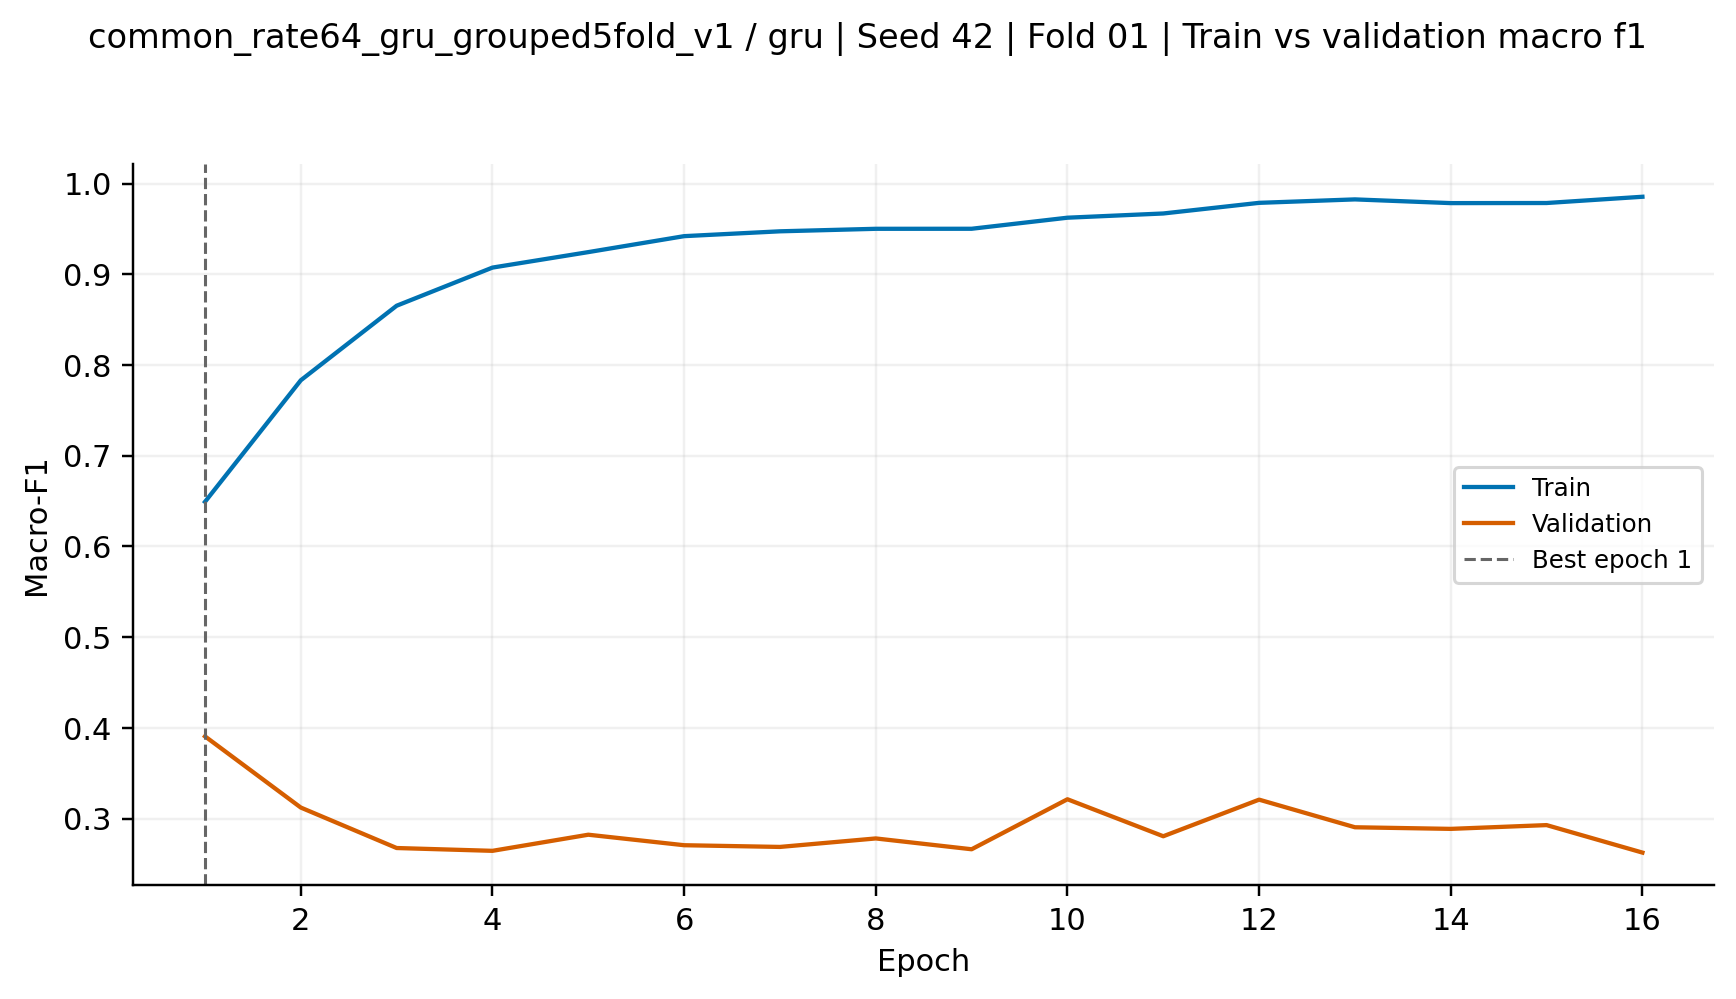 common_rate64_gru_grouped5fold_v1 / gru | Seed 42 | Fold 01 | Train vs validation macro f1
1.0
0.9
0.8
0.7
0.6
0.5
0.4
0.3
Macro-F1
Train
Validation
Best epoch 1
2 4 6 8 10 12 14 16
Epoch